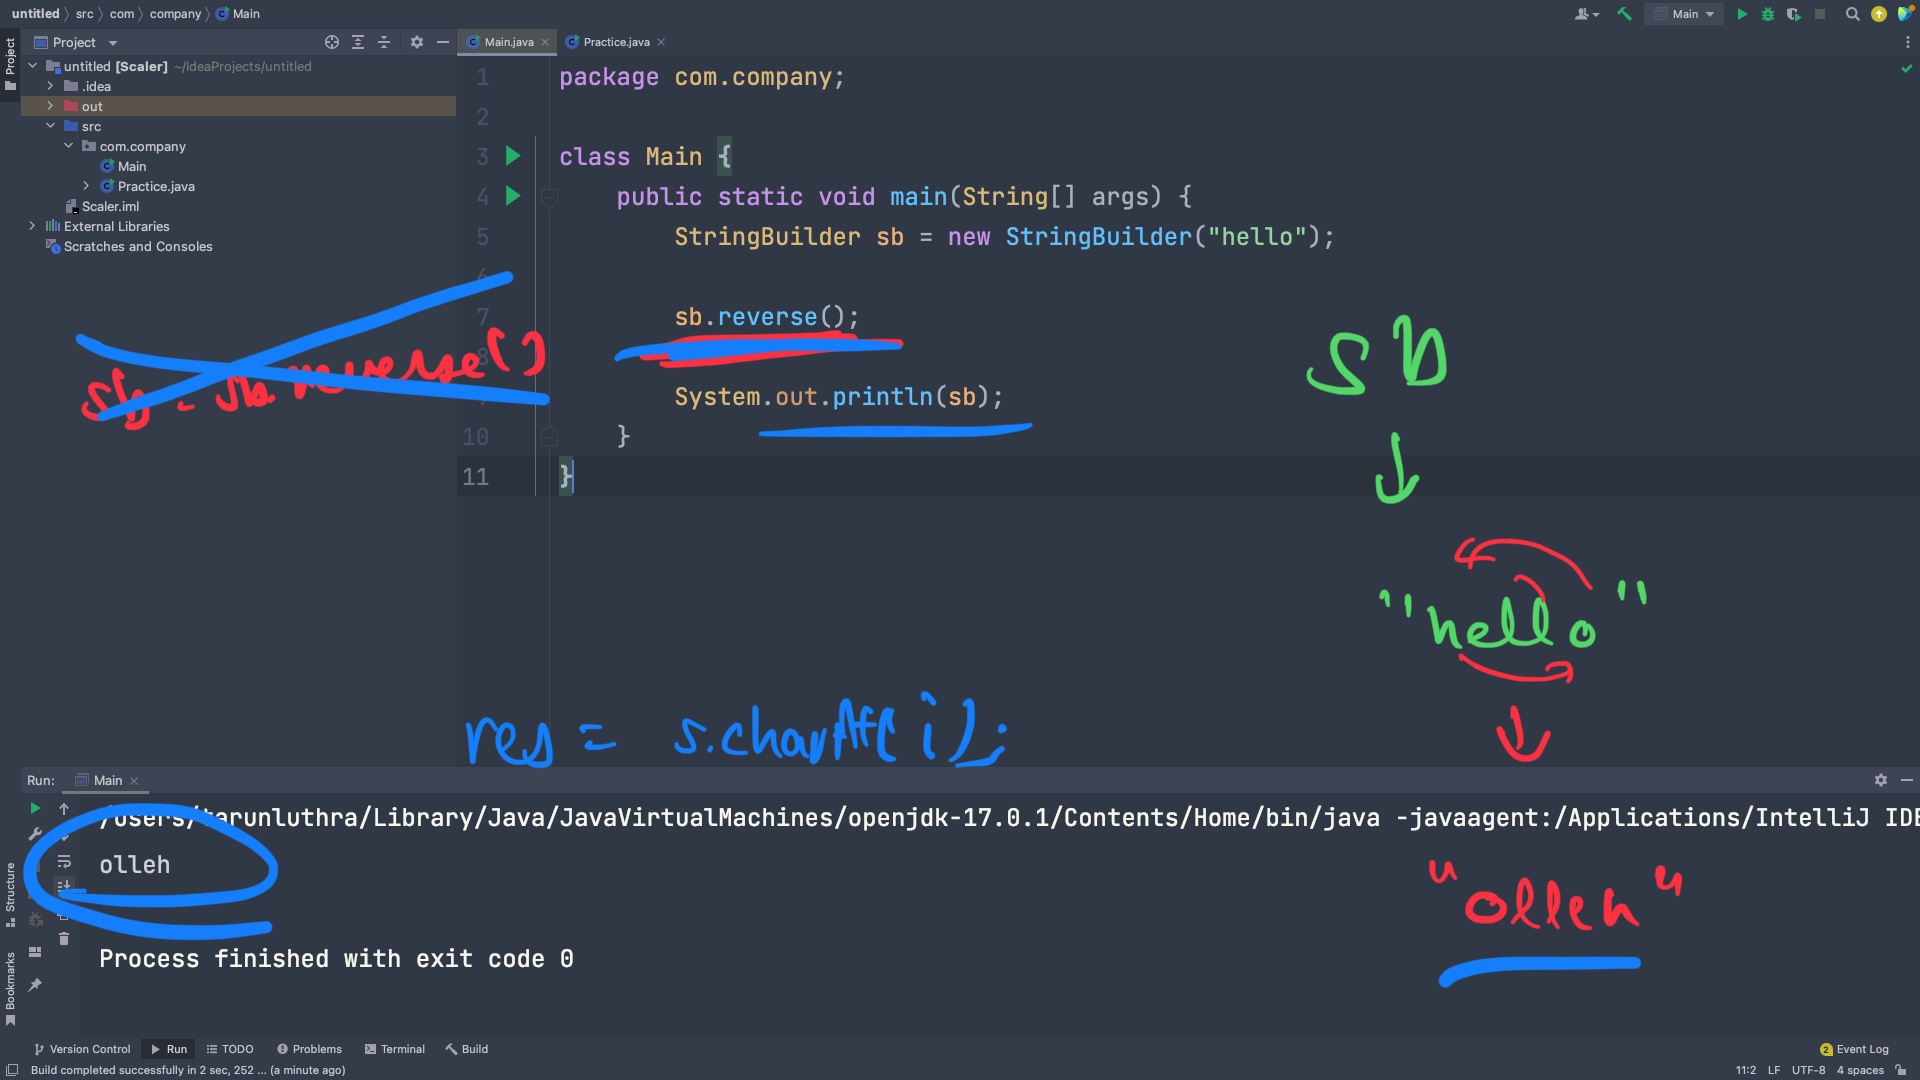 untitled > src > com > company > Main
Main
Project
Project
Main.java
Practice.java
untitled [Scaler] ~/IdeaProjects/untitled
.idea
out
src
com.company
Main
Practice.java
Scaler.iml
External Libraries
Scratches and Consoles
1 package com.company;
2
3 class Main {
4 public static void main(String[] args) {
5 StringBuilder sb = new StringBuilder("hello");
6
7 sb.reverse();
8
9 System.out.println(sb);
10 }
11 }
sb = sb.reverse()
sb
"hello"
res = s.charAt(i);
Run: Main
/Users/tarunluthra/Library/Java/JavaVirtualMachines/openjdk-17.0.1/Contents/Home/bin/java -javaagent:/Applications/IntelliJ IDE
olleh
"olleh"
Process finished with exit code 0
Structure
Bookmarks
Version Control Run TODO Problems Terminal Build
2 Event Log
Build completed successfully in 2 sec, 252 ... (a minute ago)
11:2 LF UTF-8 4 spaces